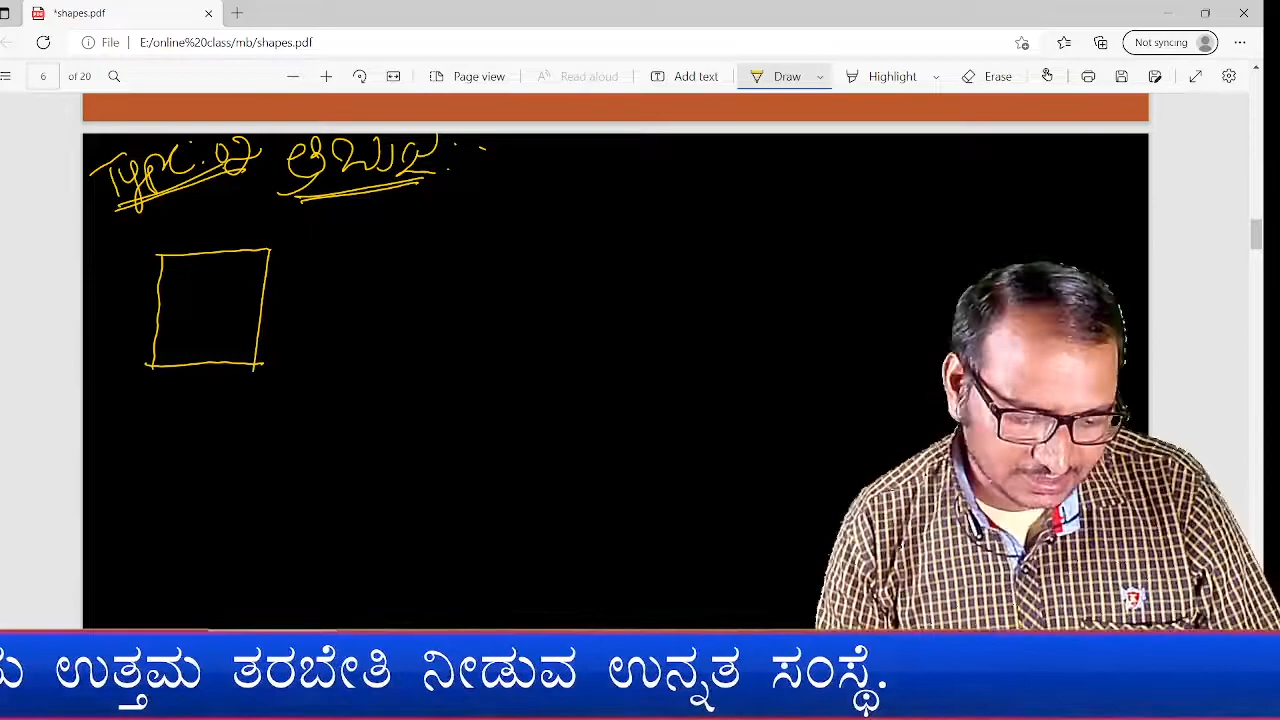 *shapes.pdf
File E:/online%20class/mb/shapes.pdf Not syncing
6 of 20 Page view Read aloud Add text Draw Highlight Erase
Type:02 ತ್ರಿಭುಜ:-
ಉತ್ತಮ ತರಬೇತಿ ನೀಡುವ ಉನ್ನತ ಸಂಸ್ಥೆ.